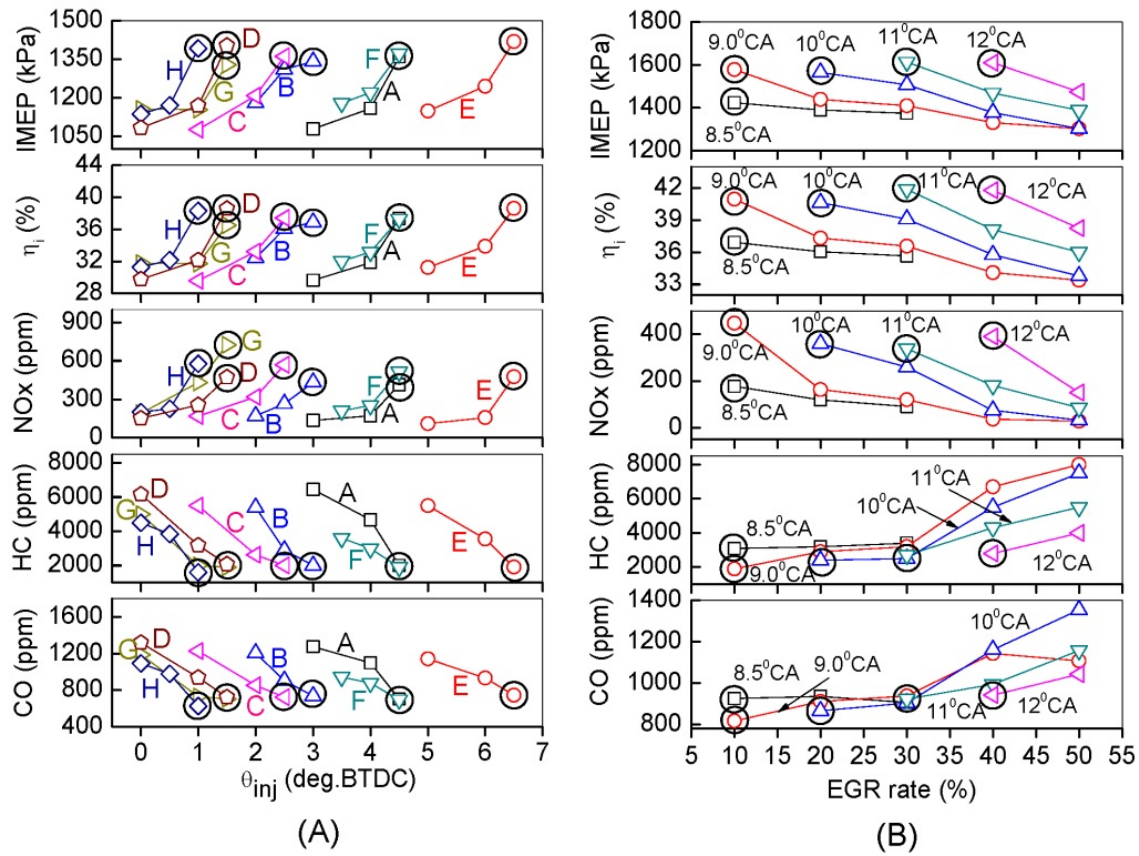 1500
1350
1200
1050
IMEP (kPa)
H
D
G
C
B
F
A
E
44
40
36
32
28
ηi (%)
H
D
G
C
B
F
A
E
900
600
300
0
NOx (ppm)
G
H
D
C
B
F
A
E
8000
6000
4000
2000
HC (ppm)
D
G
H
C
B
A
F
E
1600
1200
800
400
CO (ppm)
G
D
H
C
B
A
F
E
0 1 2 3 4 5 6 7
θinj (deg.BTDC)
(A)
1800
1600
1400
1200
IMEP (kPa)
9.0⁰CA
10⁰CA
11⁰CA
12⁰CA
8.5⁰CA
42
39
36
33
ηi (%)
9.0⁰CA
10⁰CA
11⁰CA
12⁰CA
8.5⁰CA
400
200
0
NOx (ppm)
10⁰CA
11⁰CA
12⁰CA
9.0⁰CA
8.5⁰CA
8000
6000
4000
2000
HC (ppm)
11⁰CA
10⁰CA
8.5⁰CA
9.0⁰CA
12⁰CA
1400
1200
1000
800
CO (ppm)
10⁰CA
8.5⁰CA
9.0⁰CA
11⁰CA
12⁰CA
5 10 15 20 25 30 35 40 45 50 55
EGR rate (%)
(B)